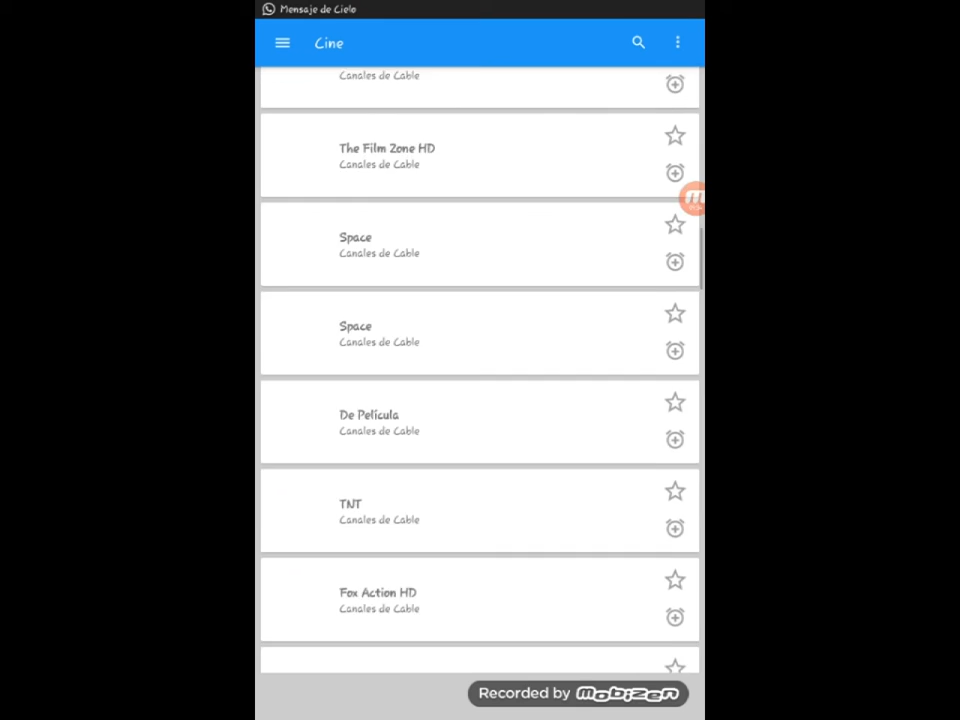 Mensaje de Cielo
Cine
Canales de Cable
The Film Zone HD
Canales de Cable
Space
Canales de Cable
Space
Canales de Cable
De Película
Canales de Cable
TNT
Canales de Cable
Fox Action HD
Canales de Cable
Recorded by Mobizen